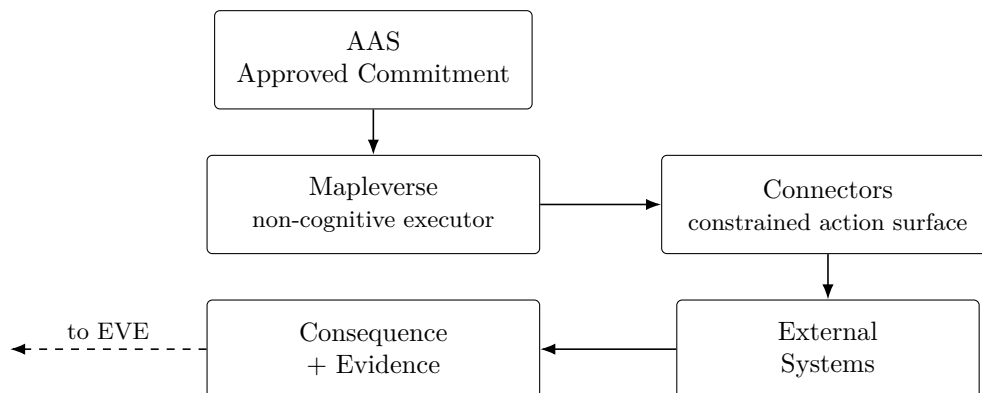 AAS
Approved Commitment
Mapleverse
non-cognitive executor
Connectors
constrained action surface
to EVE
Consequence
+ Evidence
External
Systems